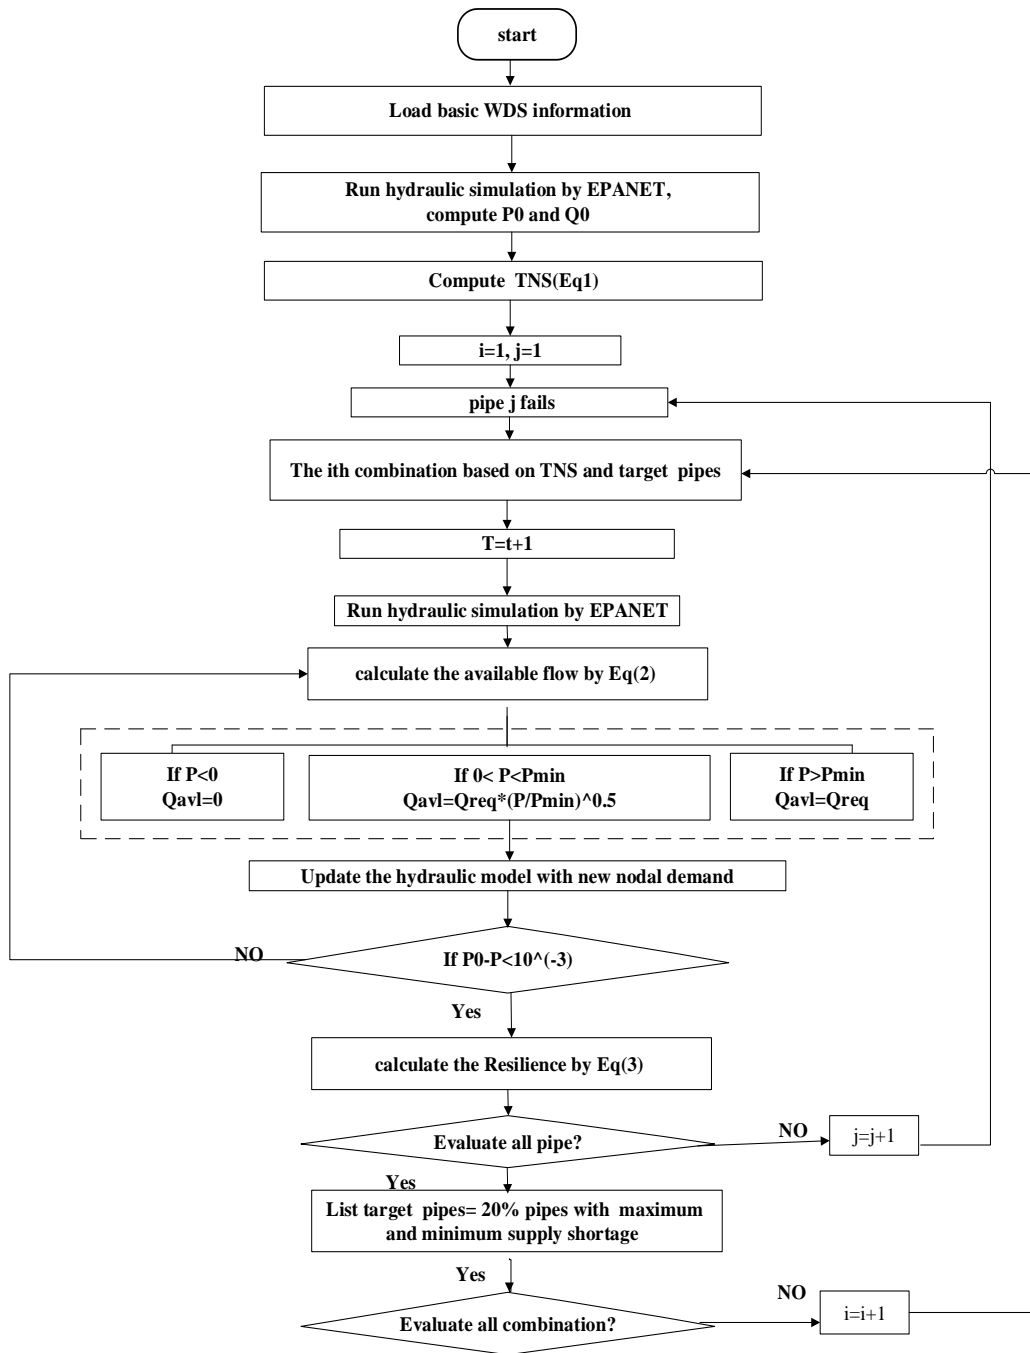 start
Load basic WDS information
Run hydraulic simulation by EPANET,
compute P0 and Q0
Compute TNS(Eq1)
i=1, j=1
pipe j fails
The ith combination based on TNS and target pipes
T=t+1
Run hydraulic simulation by EPANET
calculate the available flow by Eq(2)
If P<0
Qavl=0
If 0< P<Pmin
Qavl=Qreq*(P/Pmin)^0.5
If P>Pmin
Qavl=Qreq
Update the hydraulic model with new nodal demand
NO
If P0-P<10^(-3)
Yes
calculate the Resilience by Eq(3)
Evaluate all pipe?
NO
j=j+1
Yes
List target pipes= 20% pipes with maximum
and minimum supply shortage
Yes
Evaluate all combination?
NO
i=i+1